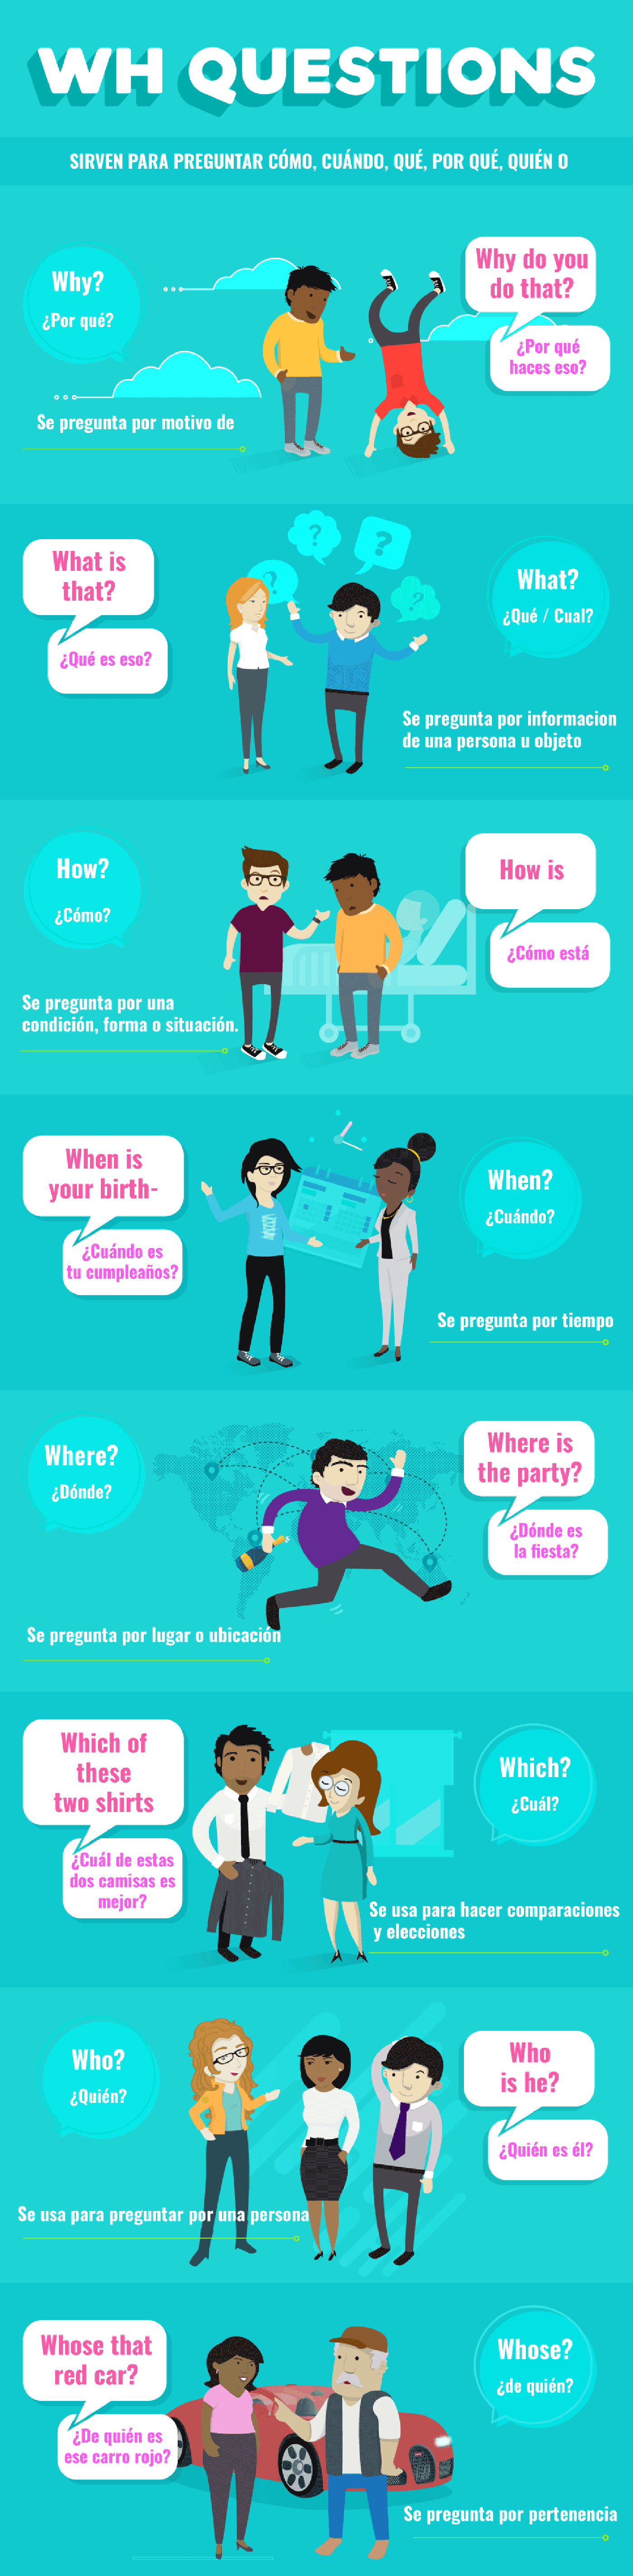 WH QUESTIONS
SIRVEN PARA PREGUNTAR CÓMO, CUÁNDO, QUÉ, POR QUÉ, QUIÉN O
Why?
¿Por qué?
Why do you
do that?
¿Por qué
haces eso?
Se pregunta por motivo de
What is
that?
¿Qué es eso?
?
?
?
?
What?
¿Qué / Cual?
Se pregunta por informacion
de una persona u objeto
How?
¿Cómo?
How is
¿Cómo está
Se pregunta por una
condición, forma o situación.
When is
your birth-
¿Cuándo es
tu cumpleaños?
When?
¿Cuándo?
Se pregunta por tiempo
Where?
¿Dónde?
Where is
the party?
¿Dónde es
la fiesta?
Se pregunta por lugar o ubicación
Which of
these
two shirts
¿Cuál de estas
dos camisas es
mejor?
Which?
¿Cuál?
Se usa para hacer comparaciones
y elecciones
Who?
¿Quién?
Who
is he?
¿Quién es él?
Se usa para preguntar por una persona
Whose that
red car?
¿De quién es
ese carro rojo?
Whose?
¿de quién?
Se pregunta por pertenencia